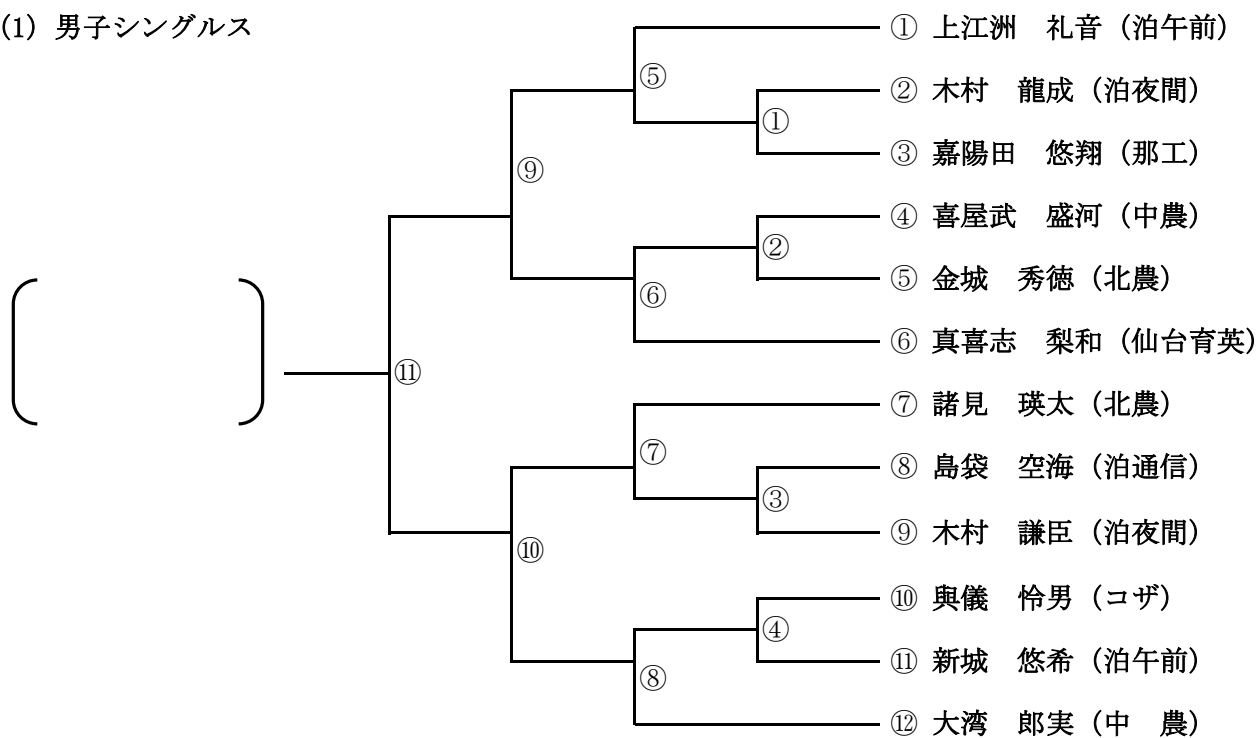 (1) 男子シングルス
① 上江洲　礼音（泊午前）
⑤
② 木村　龍成（泊夜間）
①
③ 嘉陽田　悠翔（那工）
⑨
④ 喜屋武　盛河（中農）
②
⑤ 金城　秀徳（北農）
⑥
⑥ 真喜志　梨和（仙台育英）
⑪
⑦ 諸見　瑛太（北農）
⑦
⑧ 島袋　空海（泊通信）
③
⑨ 木村　謙臣（泊夜間）
⑩
⑩ 與儀　怜男（コザ）
④
⑪ 新城　悠希（泊午前）
⑧
⑫ 大湾　郎実（中　農）